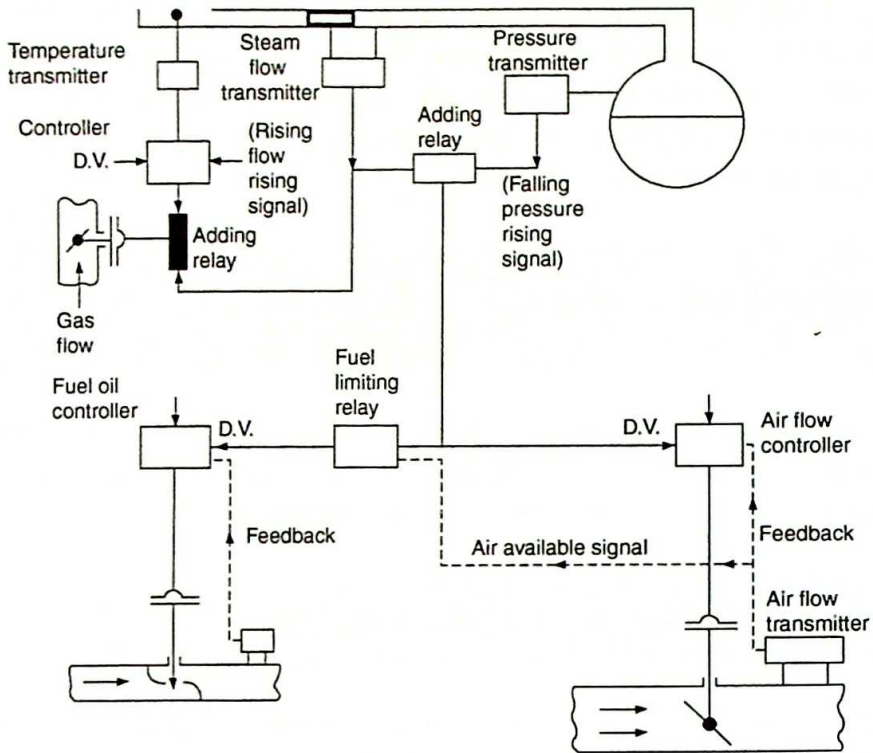 Temperature
transmitter
Steam
flow
transmitter
Pressure
transmitter
Controller
D.V.
(Rising
flow
rising
signal)
Adding
relay
(Falling
pressure
rising
signal)
Adding
relay
Gas
flow
Fuel oil
controller
D.V.
Fuel
limiting
relay
D.V.
Air flow
controller
Feedback
Air available signal
Feedback
Air flow
transmitter